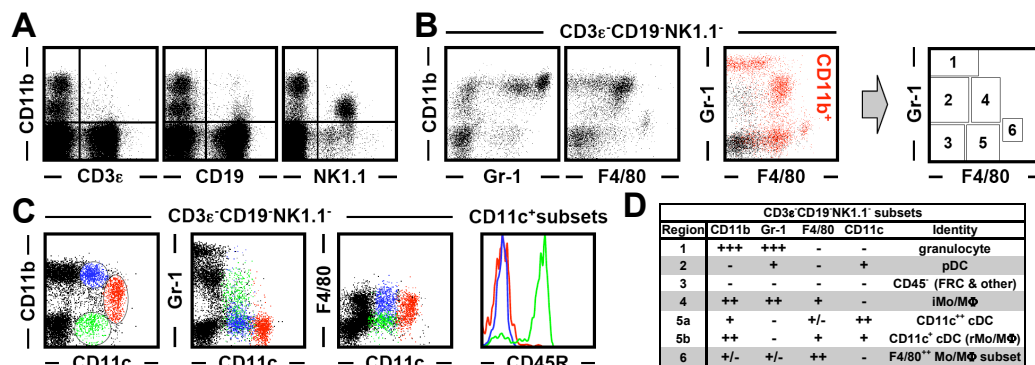 A
CD11b
CD3ε
CD19
NK1.1
B
CD3ε-CD19-NK1.1-
CD11b
Gr-1
F4/80
Gr-1
CD11b+
F4/80
Gr-1
1
2
4
3
5
6
F4/80
C
CD3ε-CD19-NK1.1-
CD11c+subsets
CD11b
CD11c
Gr-1
CD11c
F4/80
CD11c
CD45R
D
CD3ε-CD19-NK1.1- subsets
Region CD11b Gr-1 F4/80 CD11c Identity
1 +++ +++ - - granulocyte
2 - + - + pDC
3 - - - - CD45- (FRC & other)
4 ++ ++ + - iMo/MΦ
5a + - +/- ++ CD11c++ cDC
5b ++ - + + CD11c+ cDC (rMo/MΦ)
6 +/- +/- ++ - F4/80++ Mo/MΦ subset